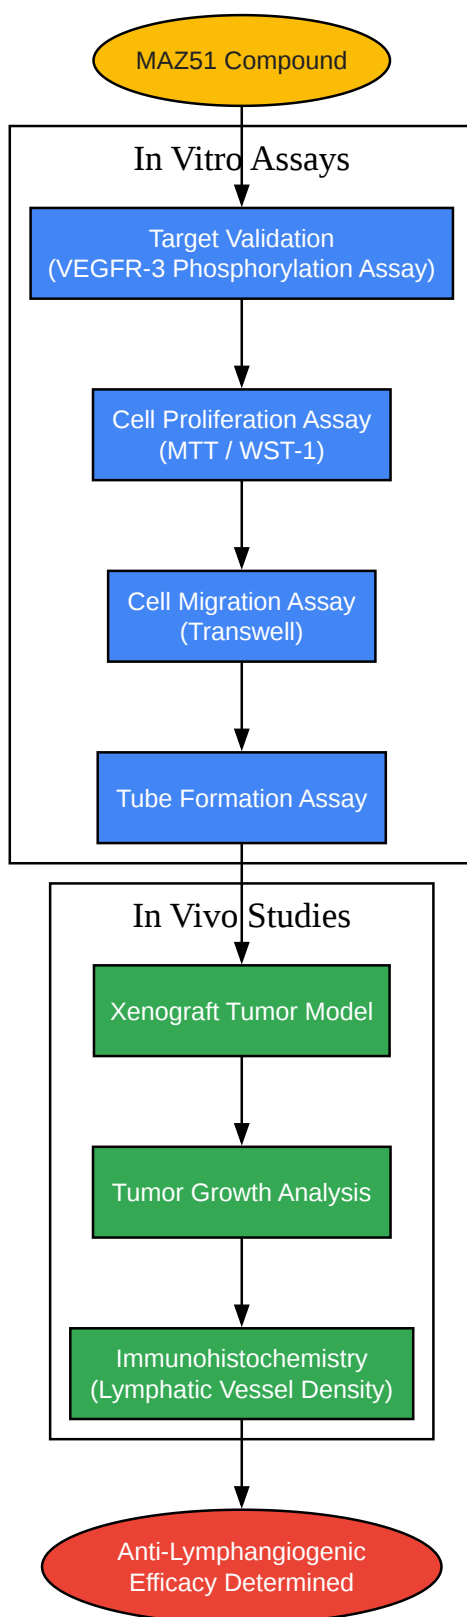 MAZ51 Compound
In Vitro Assays
Target Validation
(VEGFR-3 Phosphorylation Assay)
Cell Proliferation Assay
(MTT / WST-1)
Cell Migration Assay
(Transwell)
Tube Formation Assay
In Vivo Studies
Xenograft Tumor Model
Tumor Growth Analysis
Immunohistochemistry
(Lymphatic Vessel Density)
Anti-Lymphangiogenic
Efficacy Determined